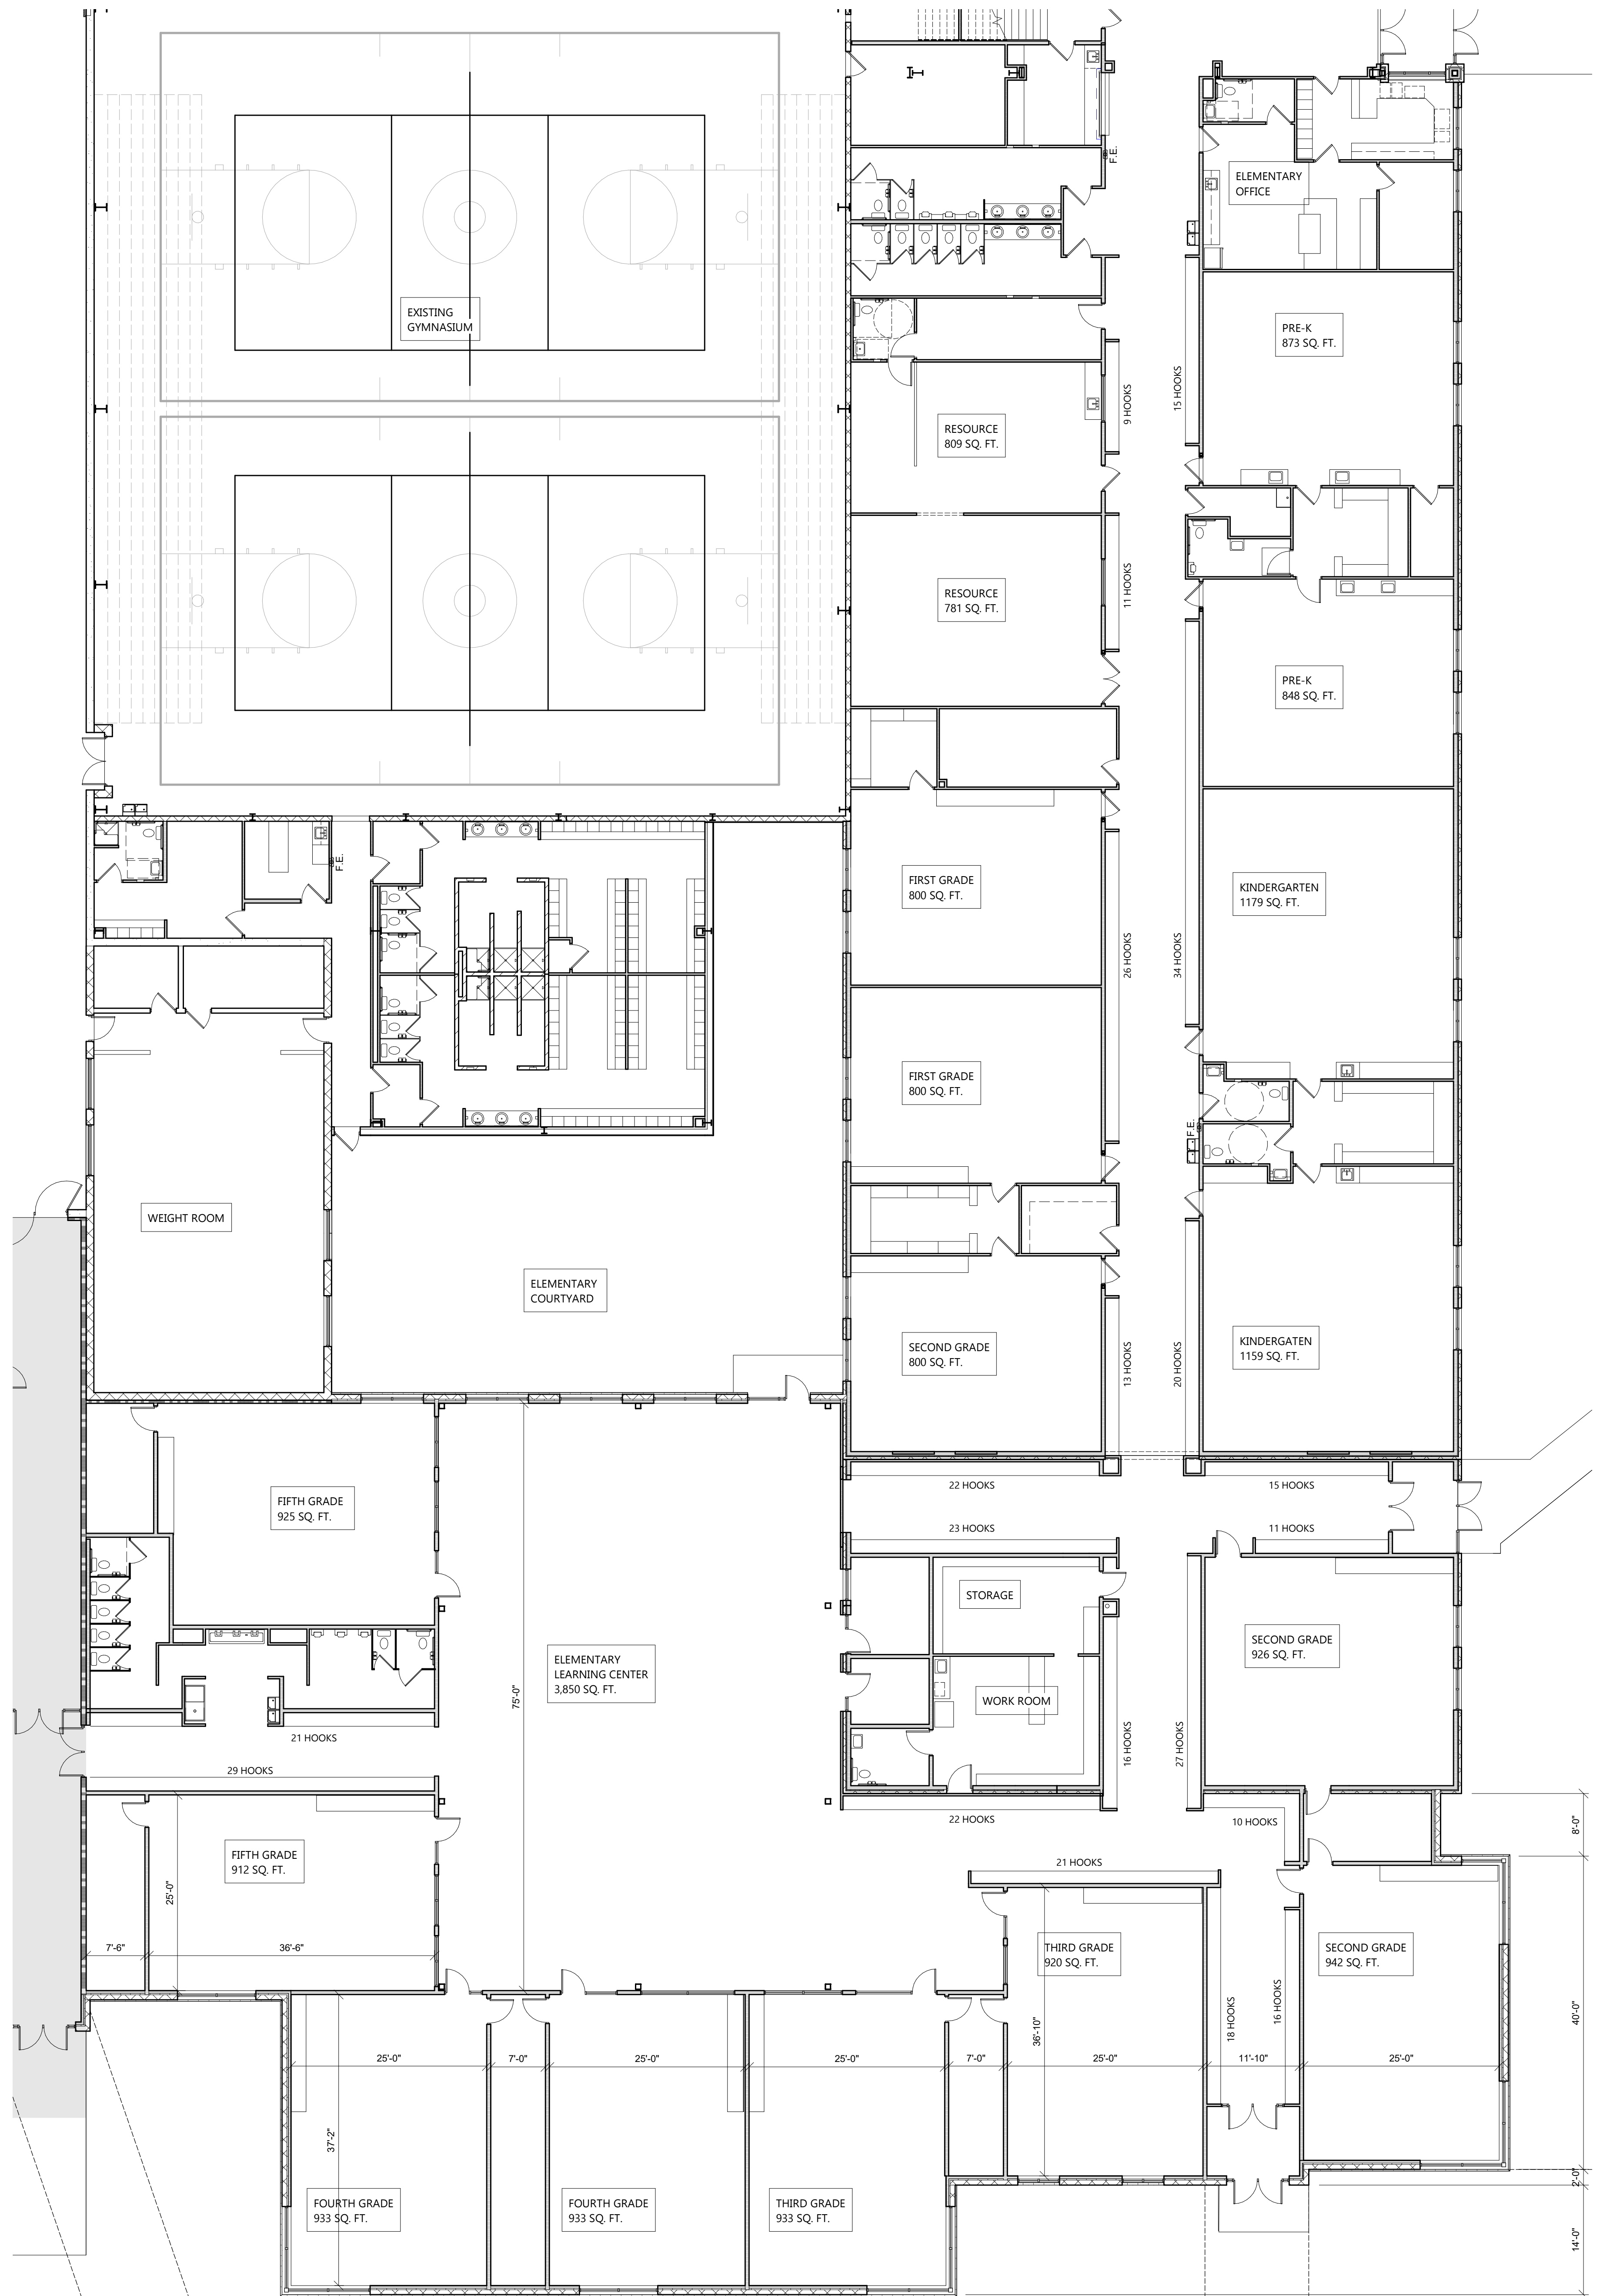 F.E.
ELEMENTARY
OFFICE
EXISTING
GYMNASIUM
PRE-K
873 SQ. FT.
9 HOOKS
15 HOOKS
RESOURCE
809 SQ. FT.
RESOURCE
781 SQ. FT.
11 HOOKS
PRE-K
848 SQ. FT.
F.E.
FIRST GRADE
800 SQ. FT.
KINDERGARTEN
1179 SQ. FT.
26 HOOKS
34 HOOKS
FIRST GRADE
800 SQ. FT.
F.E.
WEIGHT ROOM
ELEMENTARY
COURTYARD
SECOND GRADE
800 SQ. FT.
13 HOOKS
20 HOOKS
KINDERGATEN
1159 SQ. FT.
22 HOOKS
15 HOOKS
FIFTH GRADE
925 SQ. FT.
23 HOOKS
11 HOOKS
STORAGE
ELEMENTARY
LEARNING CENTER
3,850 SQ. FT.
75'-0"
SECOND GRADE
926 SQ. FT.
WORK ROOM
21 HOOKS
16 HOOKS
27 HOOKS
29 HOOKS
22 HOOKS
10 HOOKS
8'-0"
FIFTH GRADE
912 SQ. FT.
25'-0"
21 HOOKS
7'-6"
36'-6"
THIRD GRADE
920 SQ. FT.
SECOND GRADE
942 SQ. FT.
18 HOOKS
16 HOOKS
40'-0"
36'-10"
25'-0"
7'-0"
25'-0"
25'-0"
7'-0"
25'-0"
11'-10"
25'-0"
37'-2"
2'-0"
FOURTH GRADE
933 SQ. FT.
FOURTH GRADE
933 SQ. FT.
THIRD GRADE
933 SQ. FT.
14'-0"